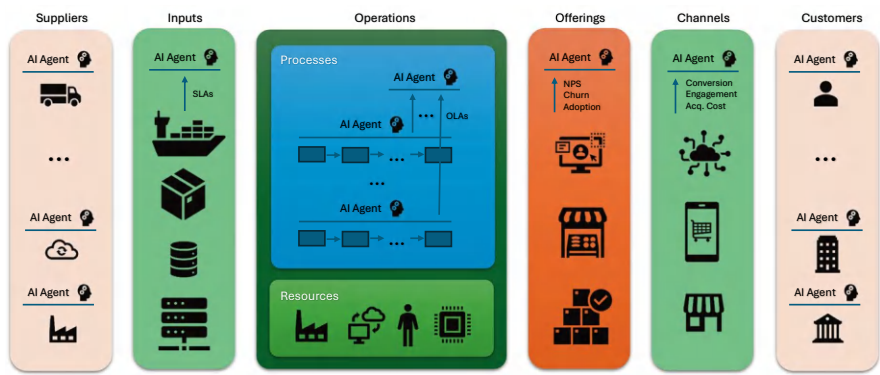 Suppliers
Inputs
Operations
Offerings
Channels
Customers
AI Agent
...
AI Agent
AI Agent
AI Agent
SLAs
Processes
AI Agent
... OLAs
AI Agent
...
...
AI Agent
...
Resources
AI Agent
NPS
Churn
Adoption
AI Agent
Conversion
Engagement
Acq. Cost
AI Agent
...
AI Agent
AI Agent